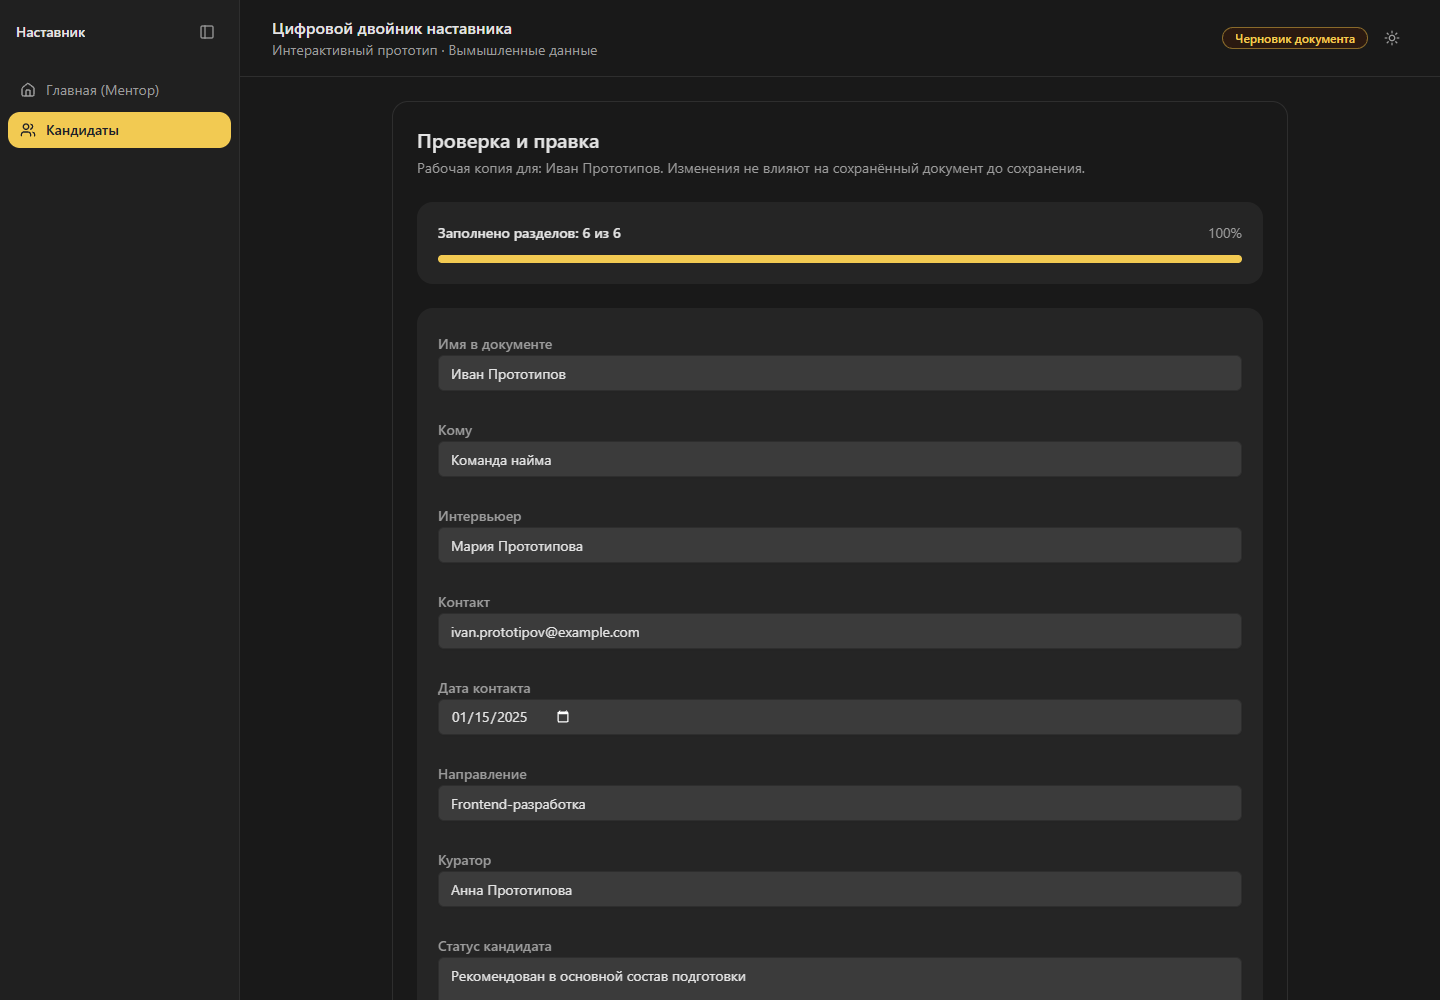 Наставник
Главная (Ментор)
Кандидаты
Цифровой двойник наставника
Интерактивный прототип · Вымышленные данные
Черновик документа
Проверка и правка
Рабочая копия для: Иван Прототипов. Изменения не влияют на сохранённый документ до сохранения.
Заполнено разделов: 6 из 6
100%
Имя в документе
Иван Прототипов
Кому
Команда найма
Интервьюер
Мария Прототипова
Контакт
ivan.prototipov@example.com
Дата контакта
01/15/2025
Направление
Frontend-разработка
Куратор
Анна Прототипова
Статус кандидата
Рекомендован в основной состав подготовки